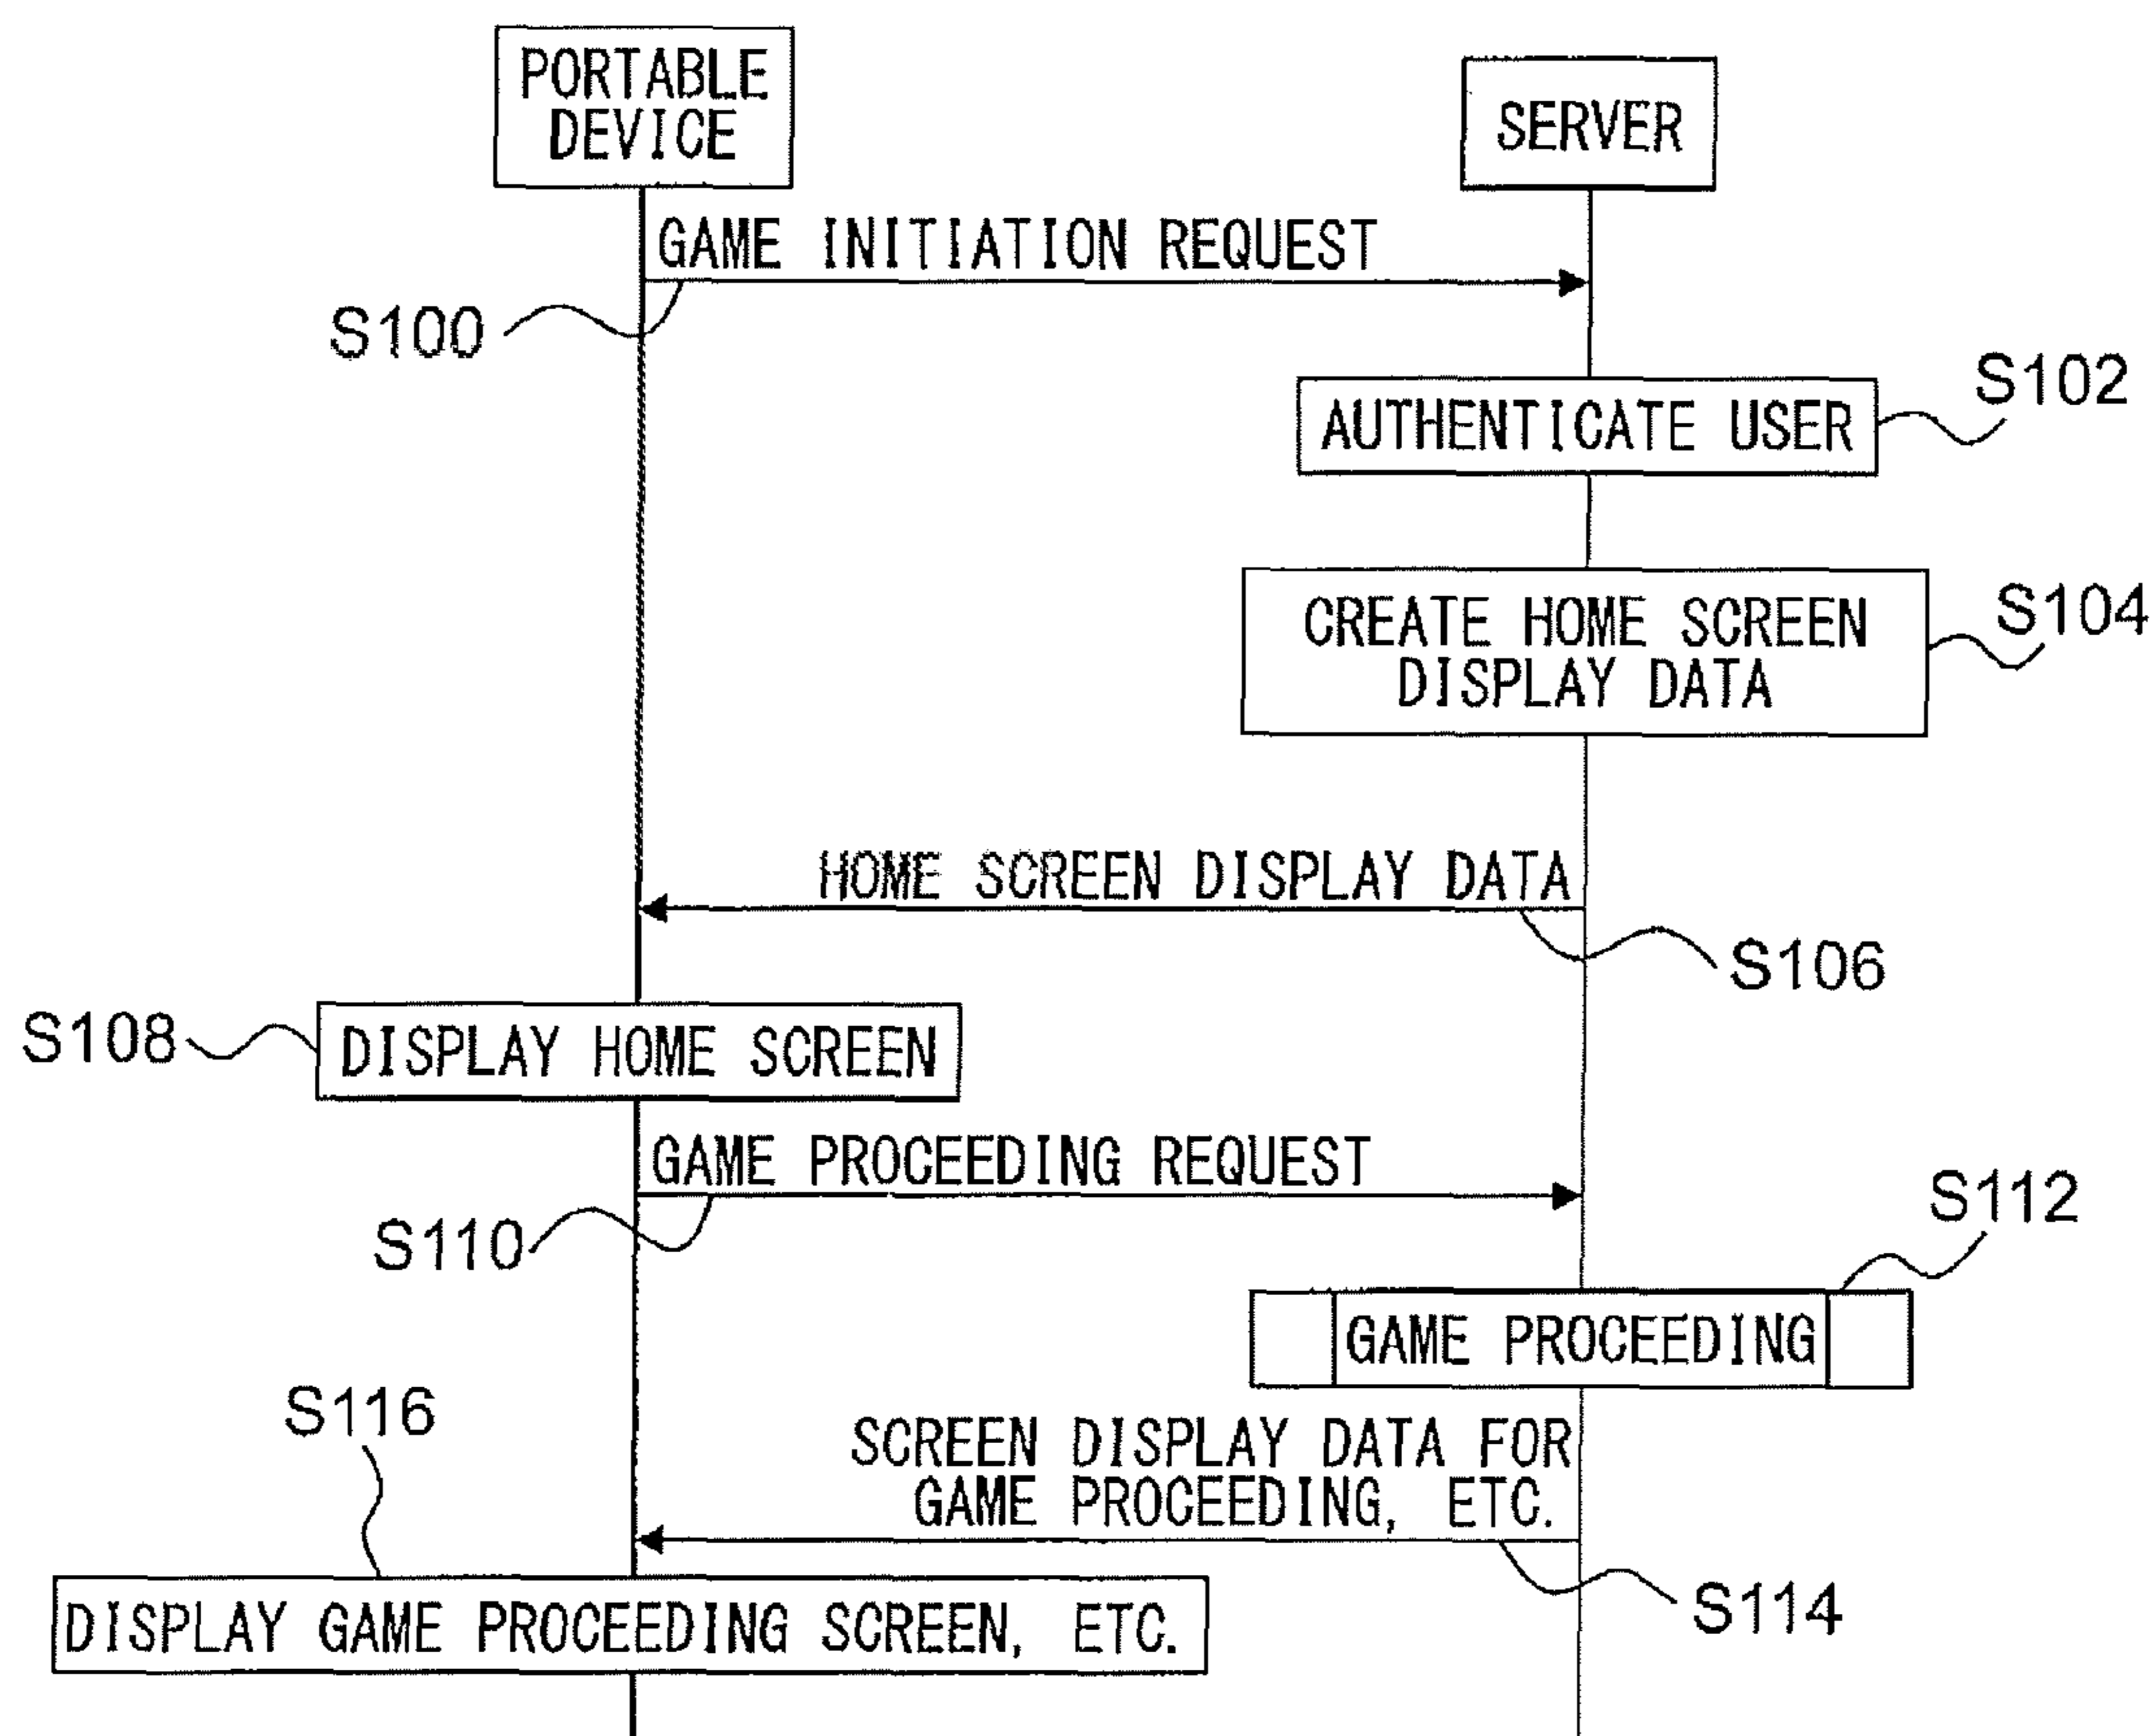 PORTABLE
DEVICE
SERVER
GAME INITIATION REQUEST
S100
S102
AUTHENTICATE USER
S104
CREATE HOME SCREEN
DISPLAY DATA
HOME SCREEN DISPLAY DATA
S106
S108
DISPLAY HOME SCREEN
GAME PROCEEDING REQUEST
S110
S112
GAME PROCEEDING
S116
SCREEN DISPLAY DATA FOR
GAME PROCEEDING, ETC.
S114
DISPLAY GAME PROCEEDING SCREEN, ETC.